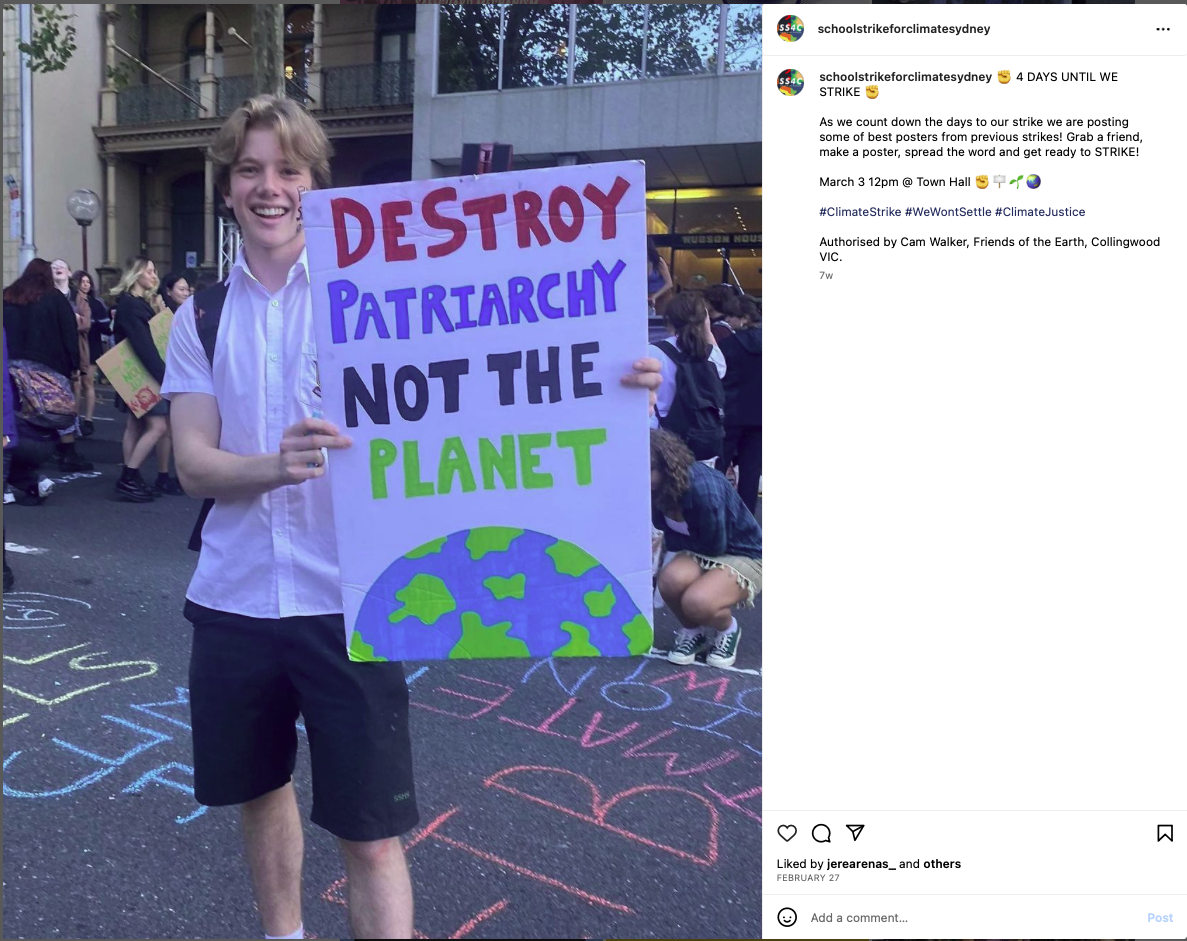 schoolstrikeforclimatesydney
schoolstrikeforclimatesydney ✊ 4 DAYS UNTIL WE
STRIKE ✊
As we count down the days to our strike we are posting
some of best posters from previous strikes! Grab a friend,
make a poster, spread the word and get ready to STRIKE!
March 3 12pm @ Town Hall ✊🪧🌱🌏
#ClimateStrike #WeWontSettle #ClimateJustice
Authorised by Cam Walker, Friends of the Earth, Collingwood
VIC.
7w
Liked by jerearenas_ and others
FEBRUARY 27
Add a comment...
Post
DESTROY
PATRIARCHY
NOT THE
PLANET
SS4C
SS4C